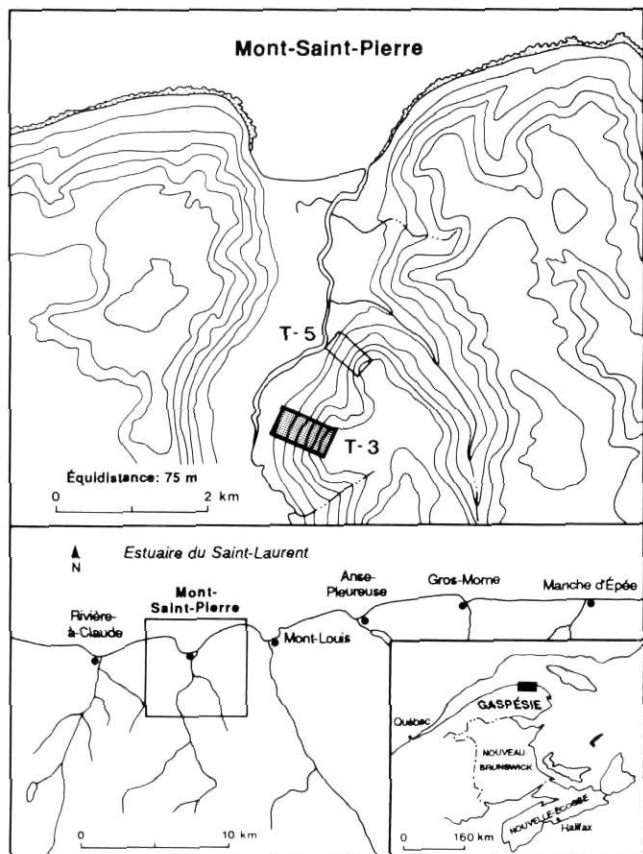 Mont-Saint-Pierre
T-5
T-3
Équidistance: 75 m
0 2 km
N
Estuaire du Saint-Laurent
Anse-
Pleureuse
Gros-Morne
Manche d'Épée
Mont-
Saint-Pierre
Rivière-
à-Claude
Mont-Louis
0 10 km
GASPÉSIE
Québec
NOUVEAU
BRUNSWICK
NOUVELLE-ÉCOSSE
Halifax
0 160 km